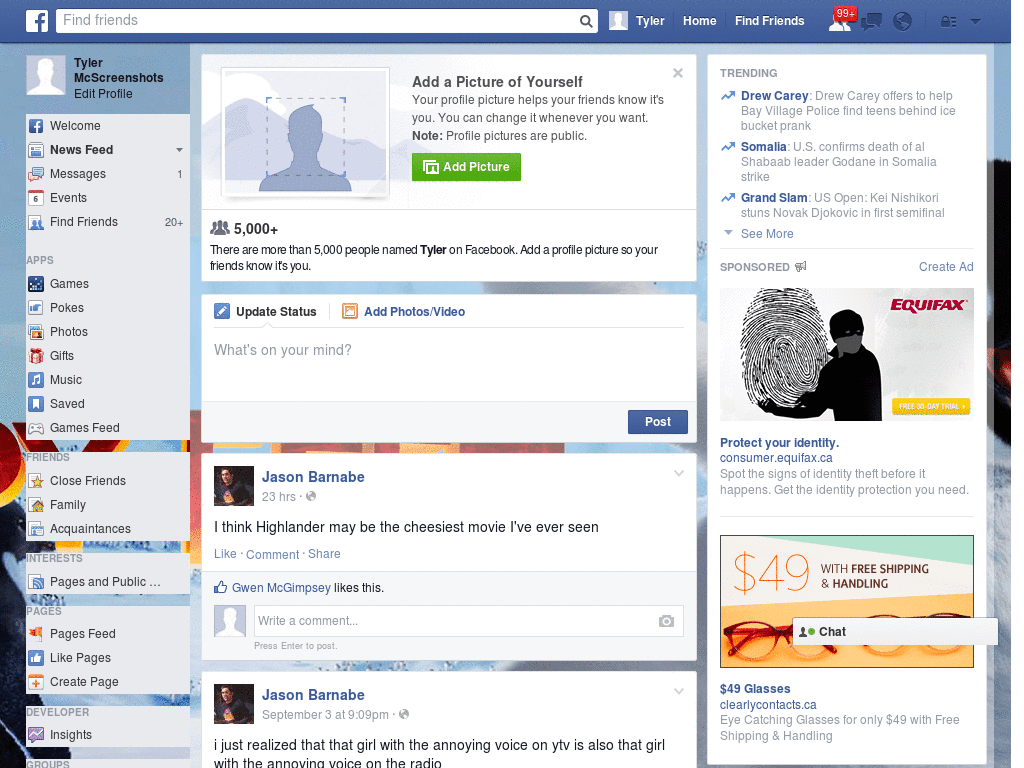 Find friends
Tyler
Home
Find Friends
99+
Tyler
McScreenshots
Edit Profile
Welcome
News Feed
Messages 1
6 Events
Find Friends 20+
APPS
Games
Pokes
Photos
Gifts
Music
Saved
Games Feed
FRIENDS
Close Friends
Family
Acquaintances
INTERESTS
Pages and Public ...
PAGES
Pages Feed
Like Pages
Create Page
DEVELOPER
Insights
GROUPS
Add a Picture of Yourself
Your profile picture helps your friends know it's
you. You can change it whenever you want.
Note: Profile pictures are public.
Add Picture
5,000+
There are more than 5,000 people named Tyler on Facebook. Add a profile picture so your
friends know it's you.
Update Status
Add Photos/Video
What's on your mind?
Post
Jason Barnabe
23 hrs ·
I think Highlander may be the cheesiest movie I've ever seen
Like · Comment · Share
Gwen McGimpsey likes this.
Write a comment...
Press Enter to post.
Jason Barnabe
September 3 at 9:09pm ·
i just realized that that girl with the annoying voice on ytv is also that girl
with the annoying voice on the radio
TRENDING
Drew Carey: Drew Carey offers to help
Bay Village Police find teens behind ice
bucket prank
Somalia: U.S. confirms death of al
Shabaab leader Godane in Somalia
strike
Grand Slam: US Open: Kei Nishikori
stuns Novak Djokovic in first semifinal
See More
SPONSORED
Create Ad
EQUIFAX
FREE 30-DAY TRIAL
Protect your identity.
consumer.equifax.ca
Spot the signs of identity theft before it
happens. Get the identity protection you need.
$49 WITH FREE SHIPPING
& HANDLING
Chat
$49 Glasses
clearlycontacts.ca
Eye Catching Glasses for only $49 with Free
Shipping & Handling